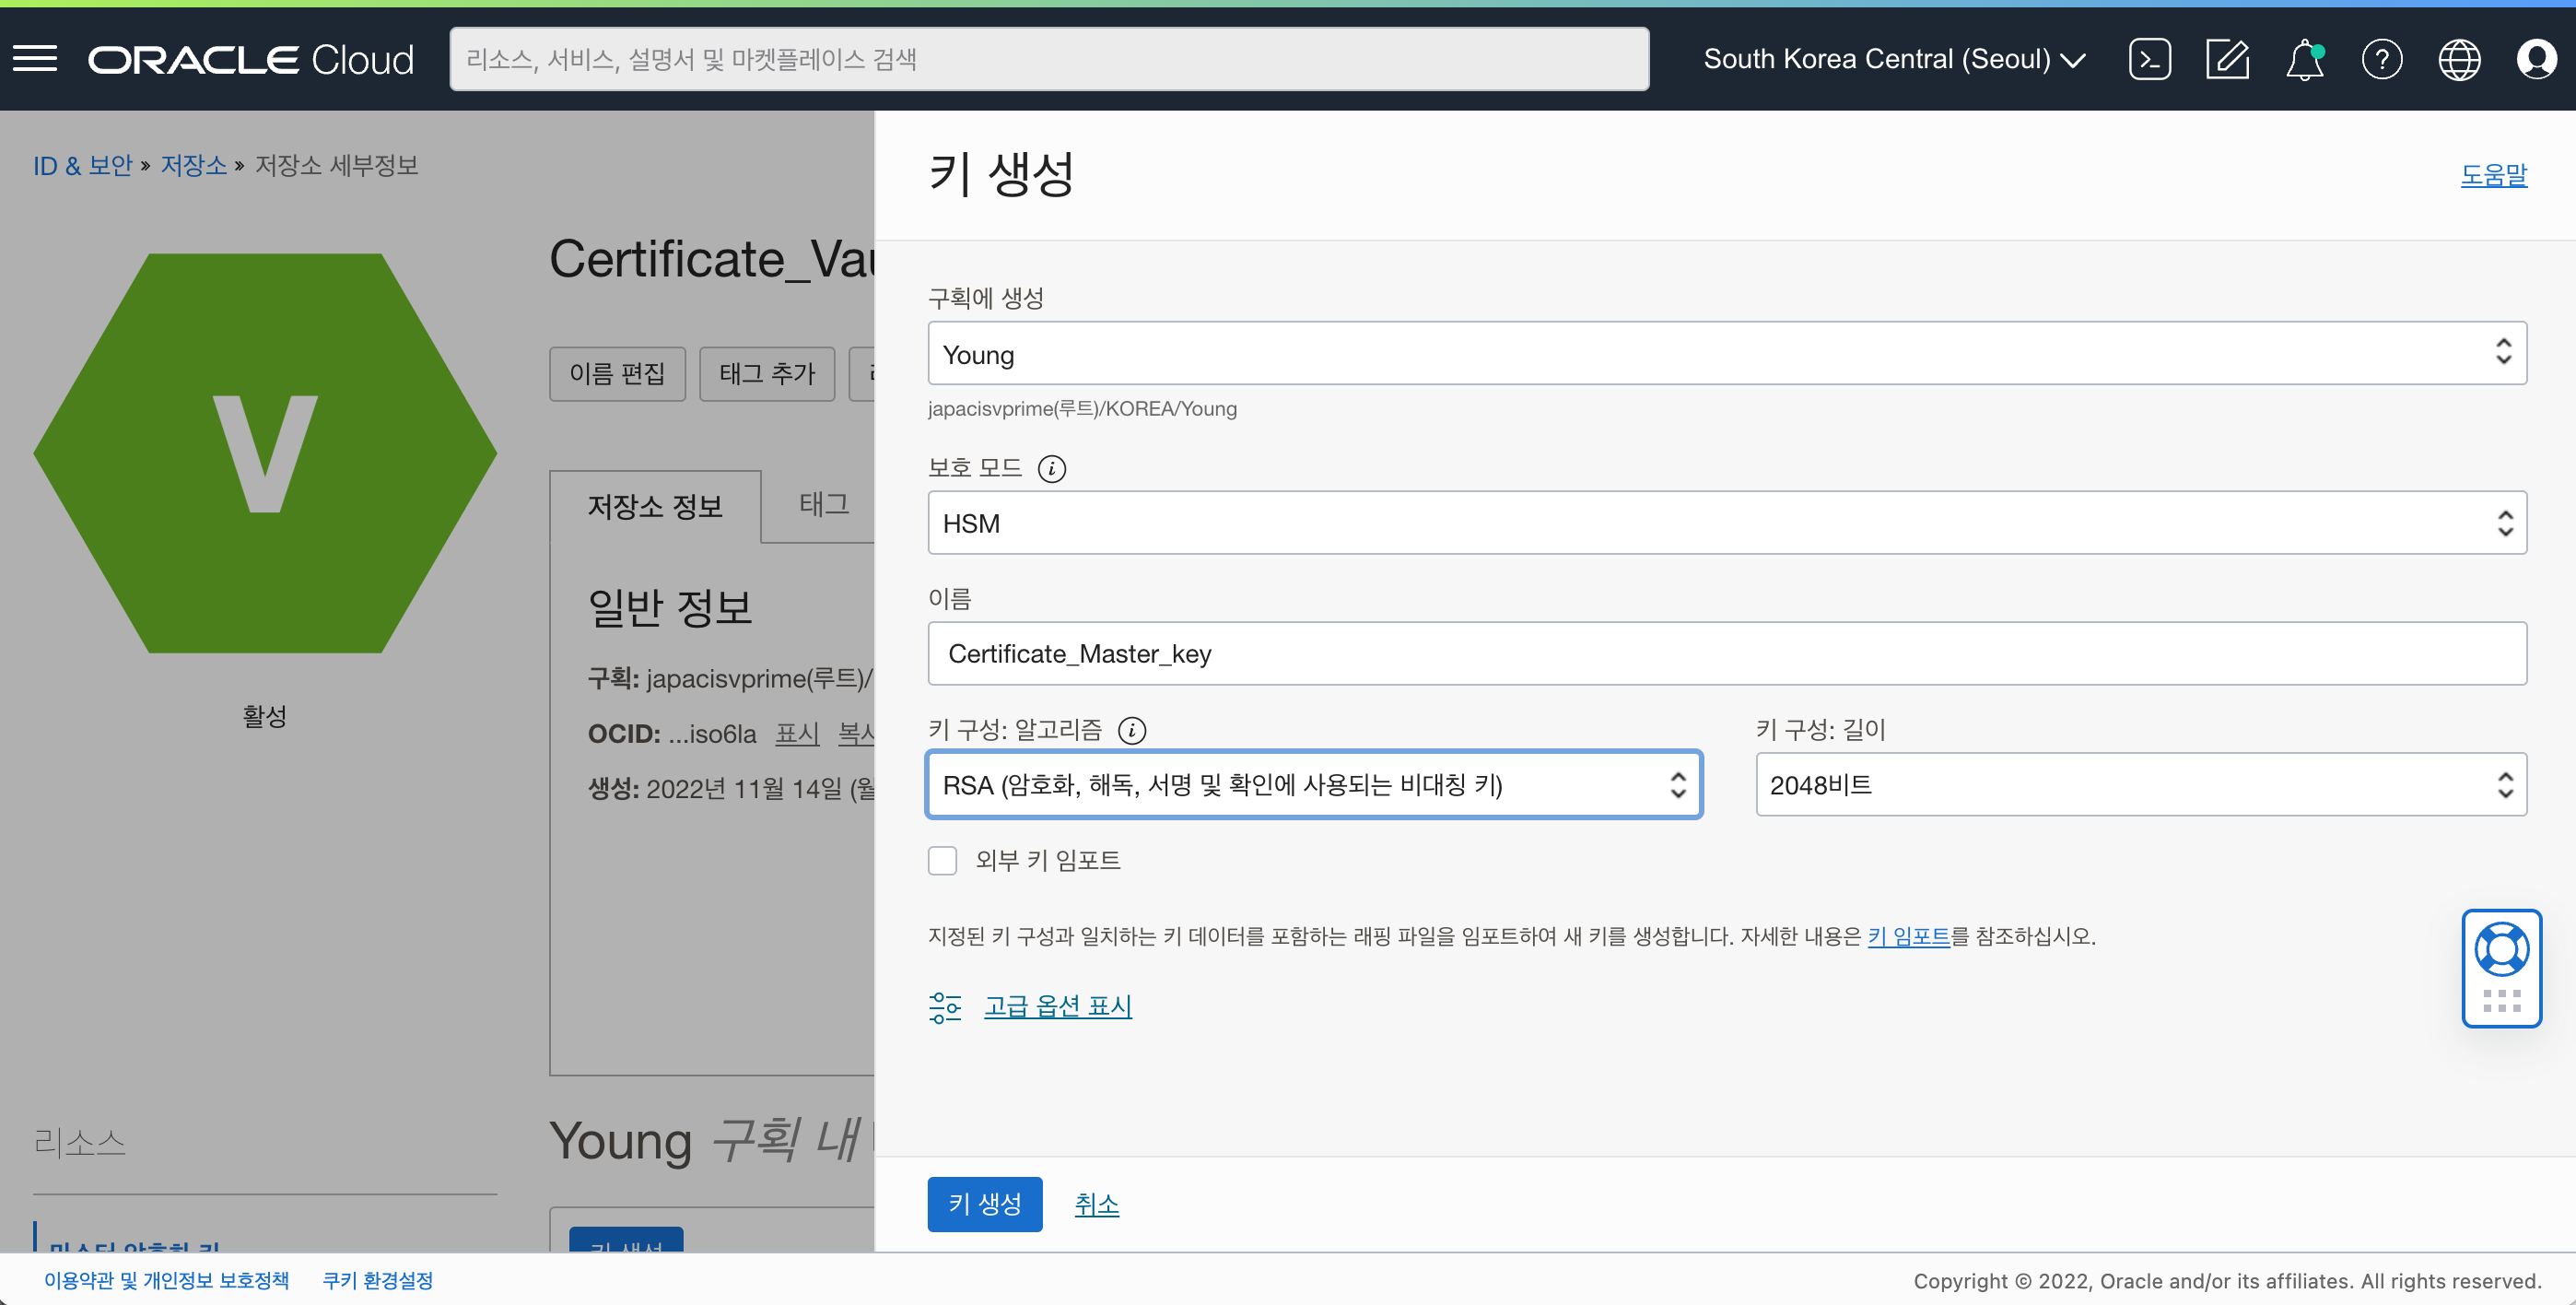 ORACLE Cloud
리소스, 서비스, 설명서 및 마켓플레이스 검색
South Korea Central (Seoul)
ID & 보안 » 저장소 » 저장소 세부정보
V
활성
리소스
마스터 암호화 키
이름 편집
태그 추가
저장소 정보
태그
일반 정보
구획: japacisvprime(루트)/
OCID: ...iso6la 표시 복사
생성: 2022년 11월 14일 (월
Young 구획 내
키 생성
키 생성
도움말
구획에 생성
Young
japacisvprime(루트)/KOREA/Young
보호 모드
HSM
이름
Certificate_Master_key
키 구성: 알고리즘
RSA (암호화, 해독, 서명 및 확인에 사용되는 비대칭 키)
키 구성: 길이
2048비트
외부 키 임포트
지정된 키 구성과 일치하는 키 데이터를 포함하는 래핑 파일을 임포트하여 새 키를 생성합니다. 자세한 내용은 키 임포트를 참조하십시오.
고급 옵션 표시
키 생성
취소
이용약관 및 개인정보 보호정책
쿠키 환경설정
Copyright © 2022, Oracle and/or its affiliates. All rights reserved.